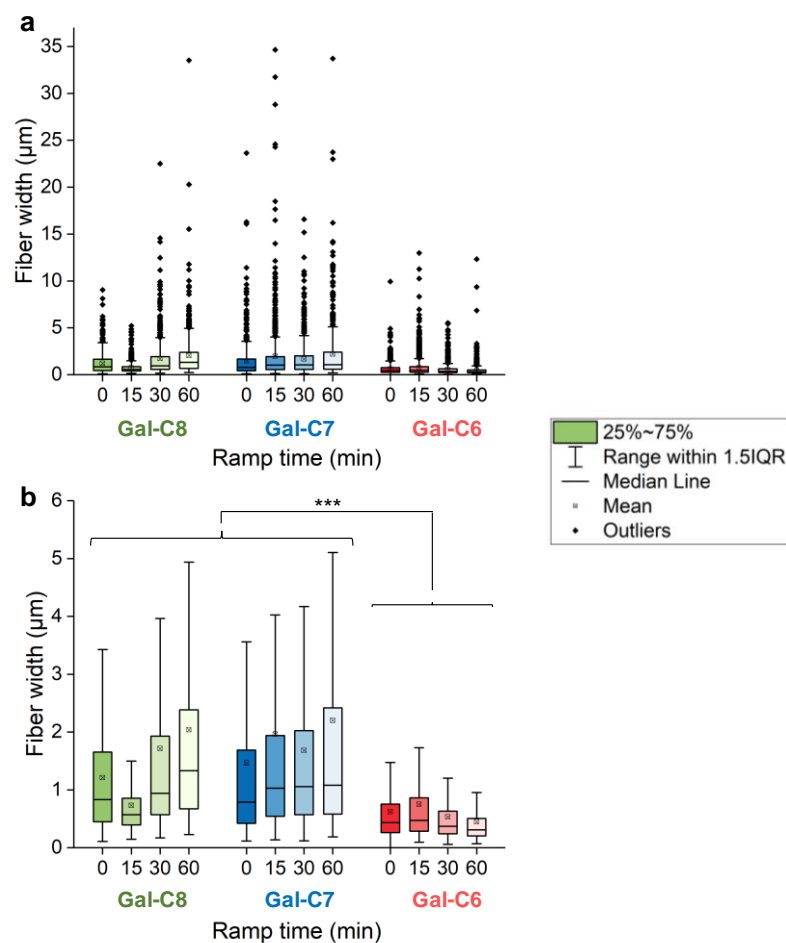 a
35
30
25
20
15
10
5
0
Fiber width (μm)
0 15 30 60 0 15 30 60 0 15 30 60
Gal-C8 Gal-C7 Gal-C6
Ramp time (min)
25%~75%
Range within 1.5IQR
Median Line
Mean
Outliers
b
6
5
4
3
2
1
0
Fiber width (μm)
***
0 15 30 60 0 15 30 60 0 15 30 60
Gal-C8 Gal-C7 Gal-C6
Ramp time (min)